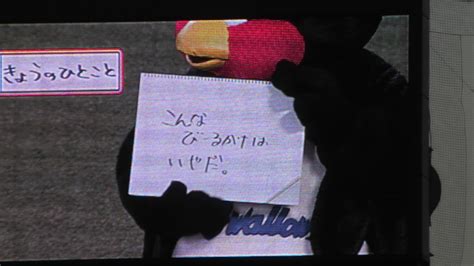 きょうのひとこと
こんな
びーるかけは
いやだ。
wallow